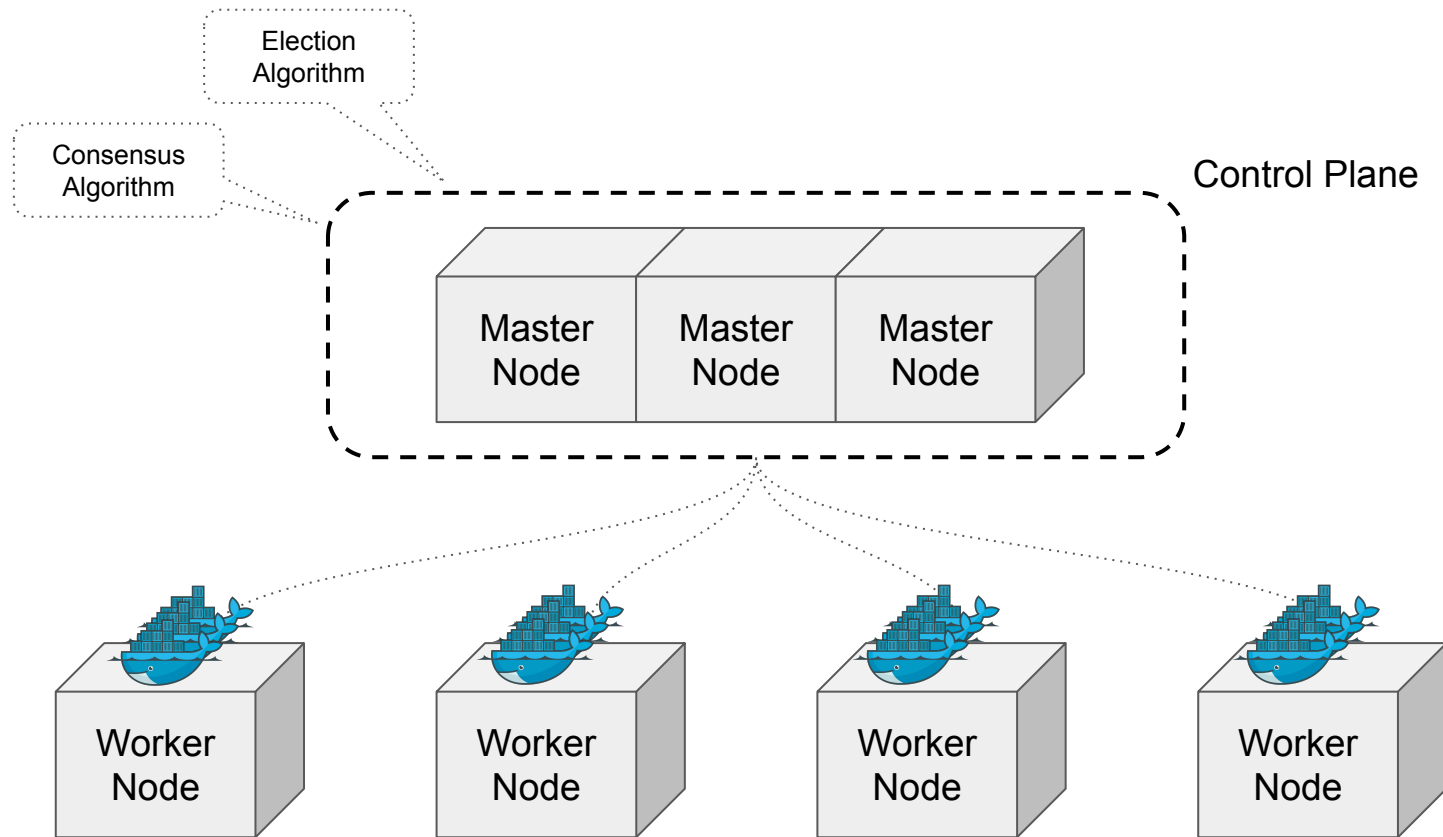 Election
Algorithm
Consensus
Algorithm
Control Plane
Master
Node
Master
Node
Master
Node
Worker
Node
Worker
Node
Worker
Node
Worker
Node